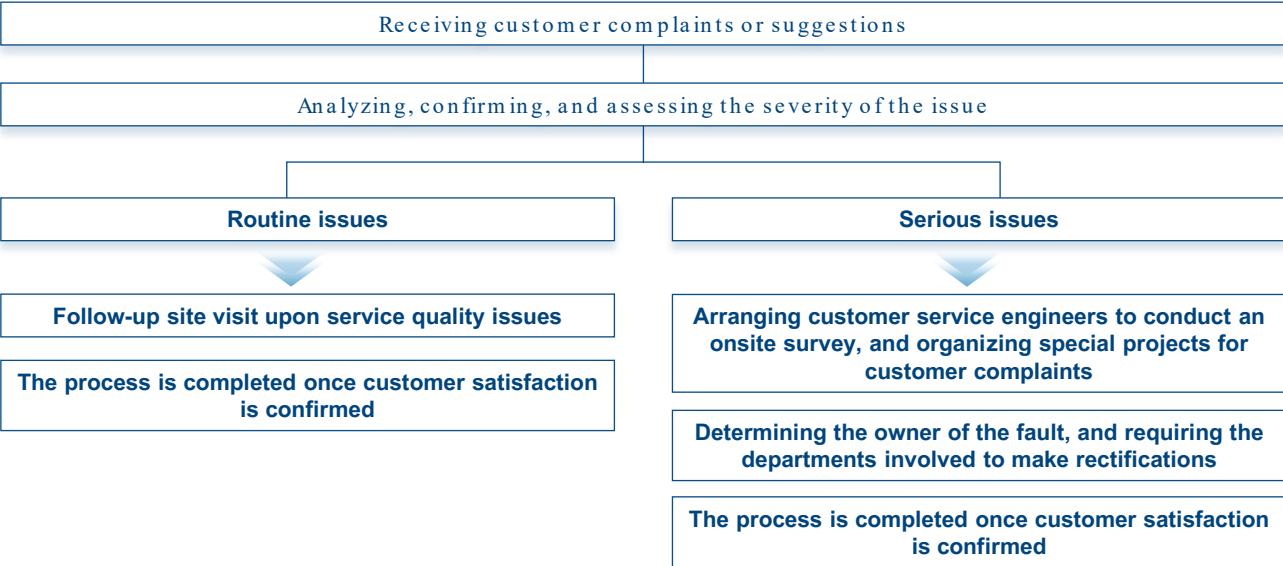 Receiving customer complaints or suggestions
Analyzing, confirming, and assessing the severity of the issue
Routine issues
Follow-up site visit upon service quality issues
The process is completed once customer satisfaction
is confirmed
Serious issues
Arranging customer service engineers to conduct an
onsite survey, and organizing special projects for
customer complaints
Determining the owner of the fault, and requiring the
departments involved to make rectifications
The process is completed once customer satisfaction
is confirmed